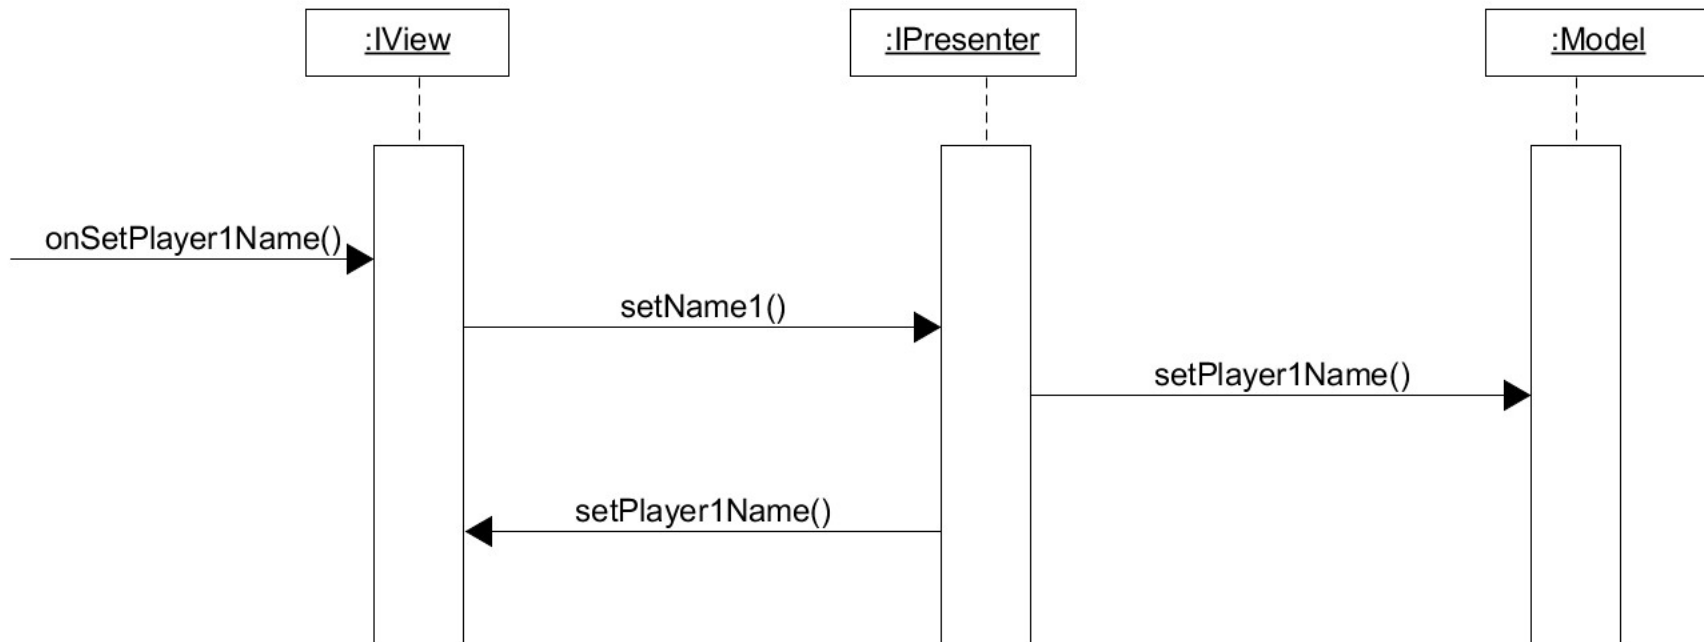 :IView
:IPresenter
:Model
onSetPlayer1Name()
setName1()
setPlayer1Name()
setPlayer1Name()